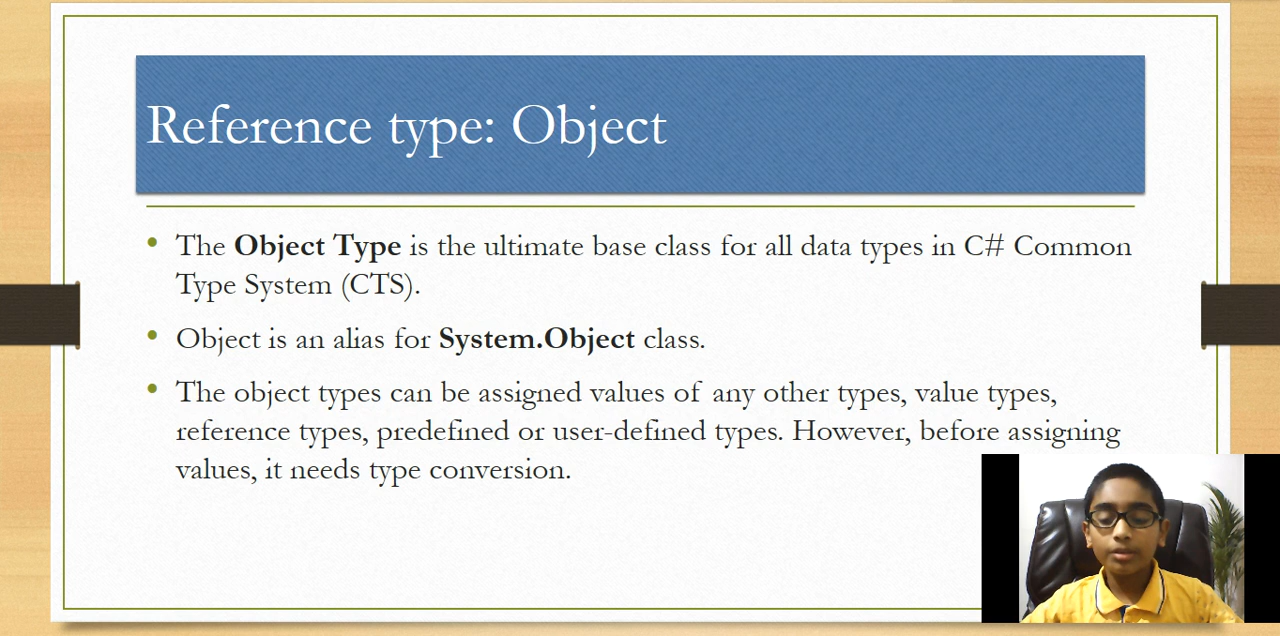 Reference type: Object
• The Object Type is the ultimate base class for all data types in C# Common
Type System (CTS).
• Object is an alias for System.Object class.
• The object types can be assigned values of any other types, value types,
reference types, predefined or user-defined types. However, before assigning
values, it needs type conversion.